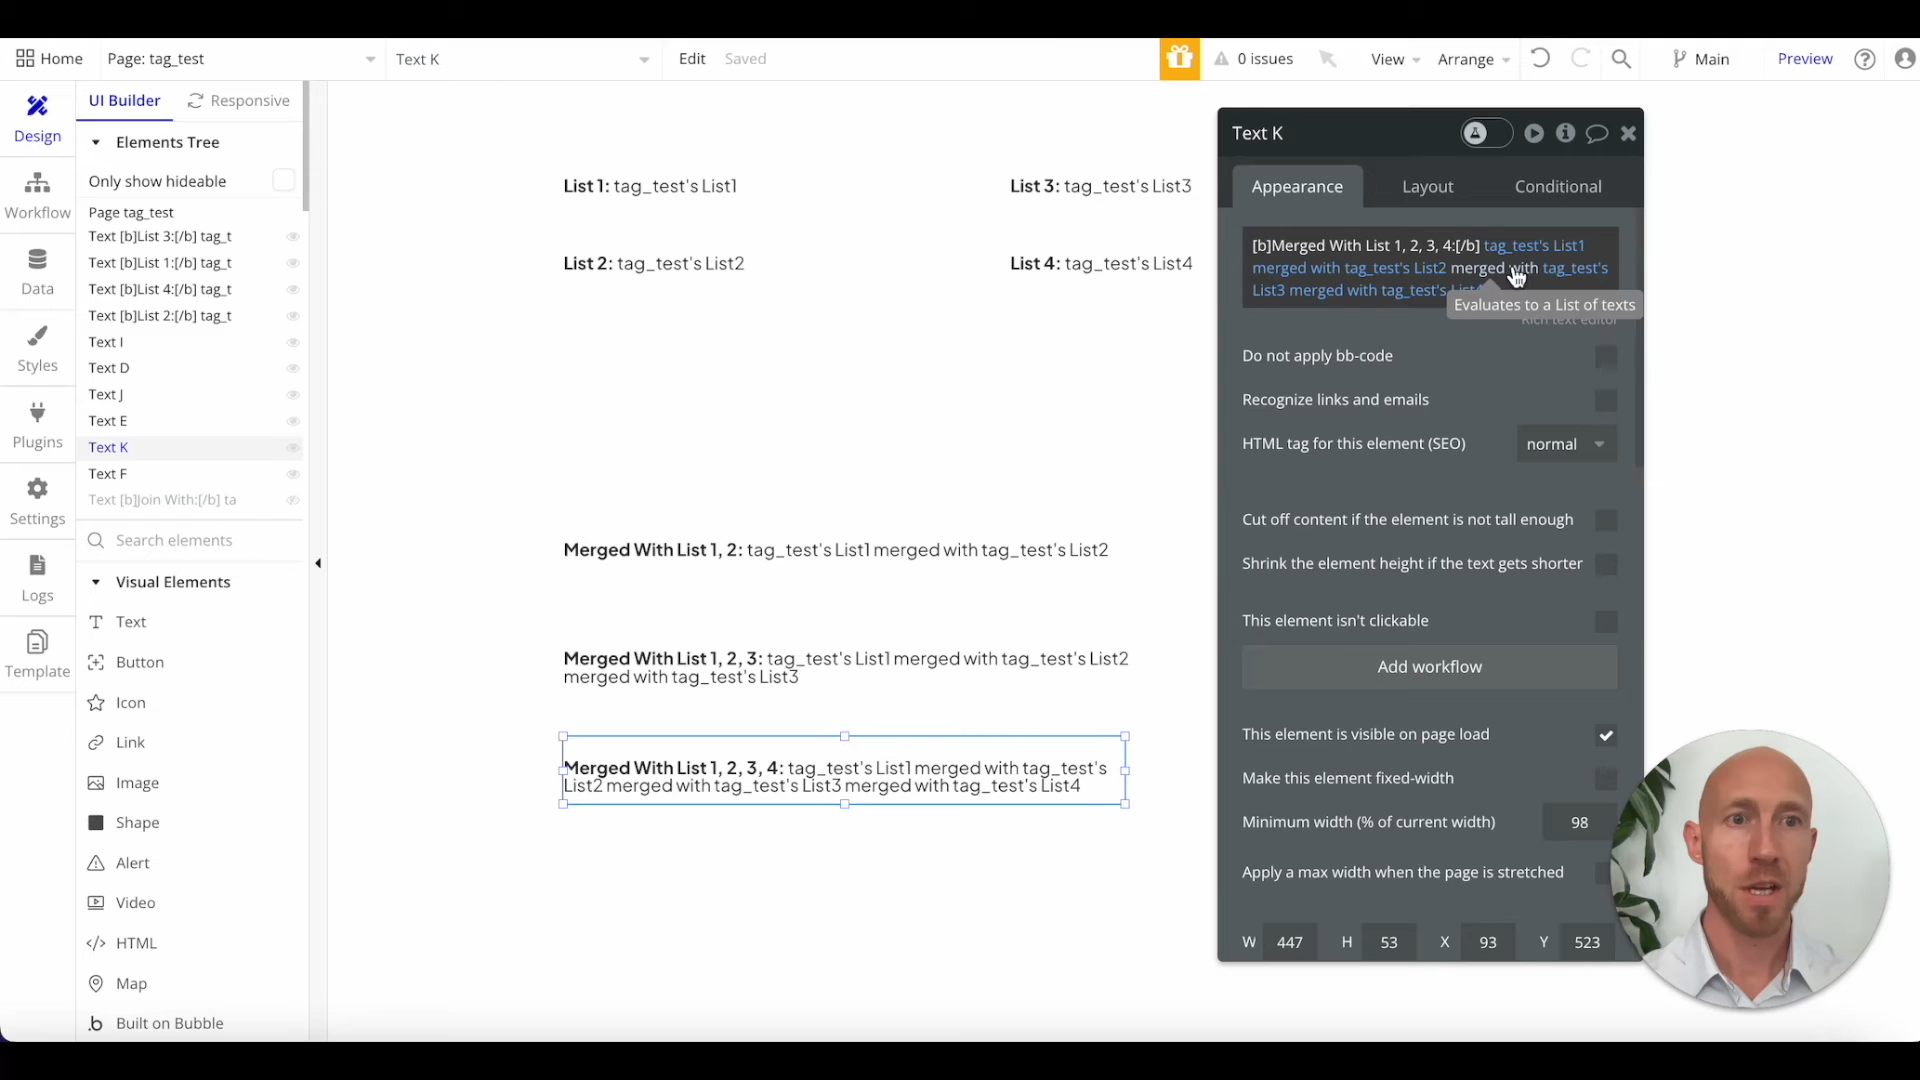 Home
Page: tag_test
Text K
Edit
Saved
0 issues
View
Arrange
Main
Preview
Design
Workflow
Data
Styles
Plugins
Settings
Logs
Template
UI Builder
Responsive
Elements Tree
Only show hideable
Page tag_test
Text [b]List 3:[/b] tag_t
Text [b]List 1:[/b] tag_t
Text [b]List 4:[/b] tag_t
Text [b]List 2:[/b] tag_t
Text I
Text D
Text J
Text E
Text K
Text F
Text [b]Join With:[/b] ta
Search elements
Visual Elements
Text
Button
Icon
Link
Image
Shape
Alert
Video
HTML
Map
Built on Bubble
List 1: tag_test's List1
List 3: tag_test's List3
List 2: tag_test's List2
List 4: tag_test's List4
Merged With List 1, 2: tag_test's List1 merged with tag_test's List2
Merged With List 1, 2, 3: tag_test's List1 merged with tag_test's List2
merged with tag_test's List3
Merged With List 1, 2, 3, 4: tag_test's List1 merged with tag_test's
List2 merged with tag_test's List3 merged with tag_test's List4
Text K
Appearance
Layout
Conditional
[b]Merged With List 1, 2, 3, 4:[/b] tag_test's List1
merged with tag_test's List2 merged with tag_test's
List3 merged with tag_test's List4
Evaluates to a List of texts
Rich text editor
Do not apply bb-code
Recognize links and emails
HTML tag for this element (SEO)
normal
Cut off content if the element is not tall enough
Shrink the element height if the text gets shorter
This element isn't clickable
Add workflow
This element is visible on page load
Make this element fixed-width
Minimum width (% of current width)
98
Apply a max width when the page is stretched
W 447 H 53 X 93 Y 523